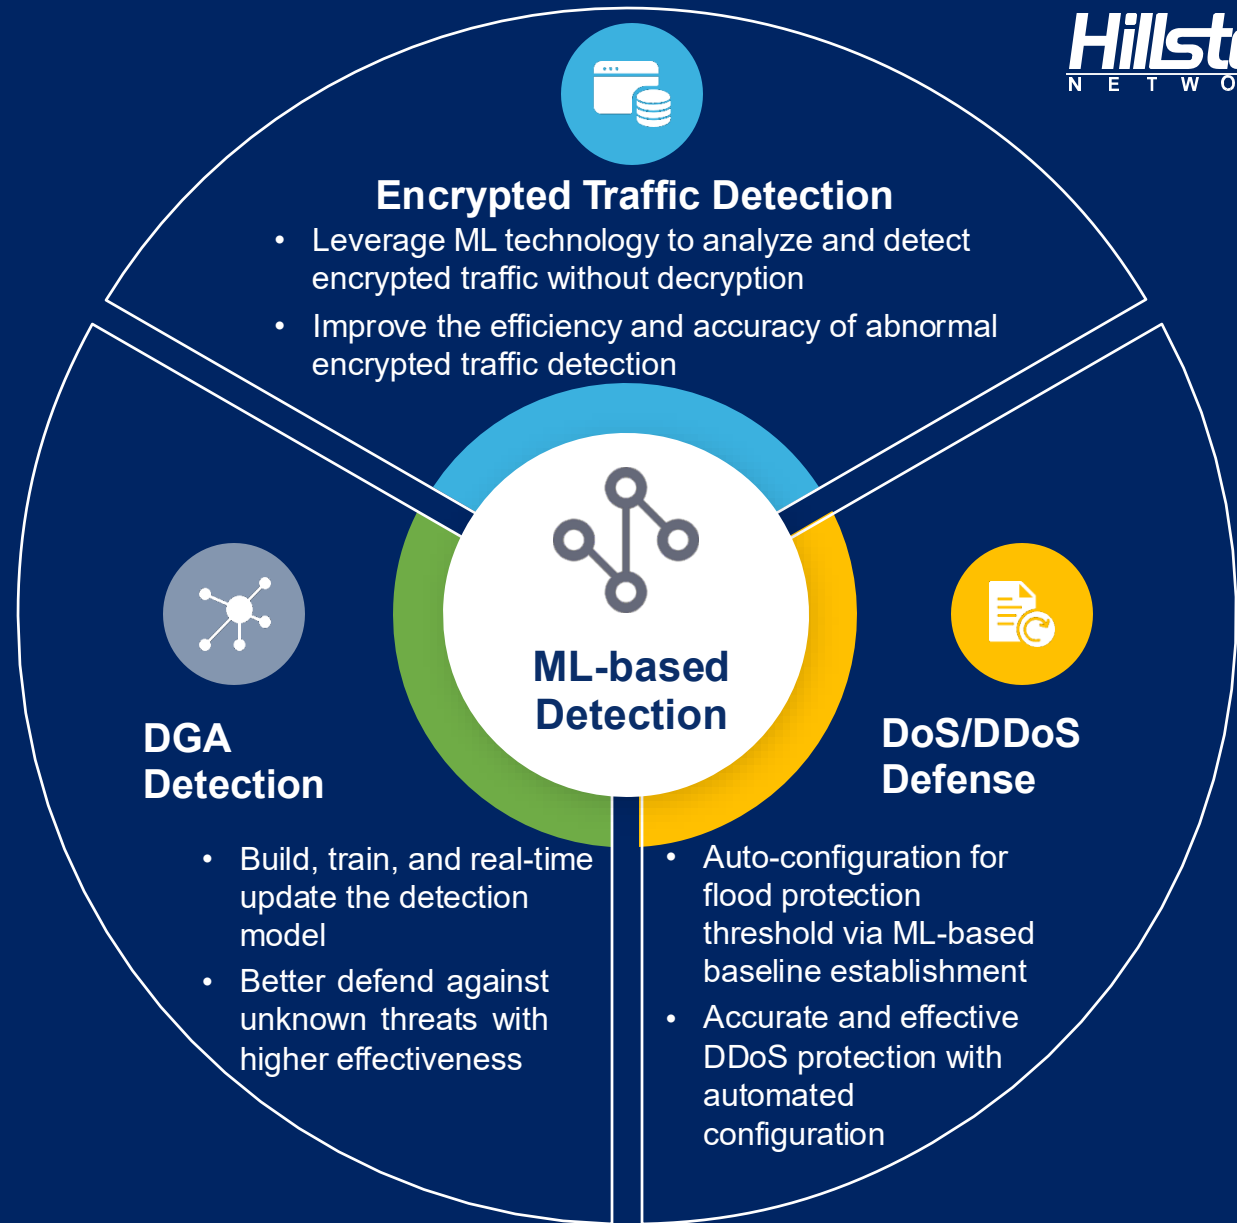 Hillsto
NETWO
Encrypted Traffic Detection
• Leverage ML technology to analyze and detect
encrypted traffic without decryption
• Improve the efficiency and accuracy of abnormal
encrypted traffic detection
ML-based
Detection
DGA
Detection
• Build, train, and real-time
update the detection
model
• Better defend against
unknown threats with
higher effectiveness
DoS/DDoS
Defense
• Auto-configuration for
flood protection
threshold via ML-based
baseline establishment
• Accurate and effective
DDoS protection with
automated
configuration